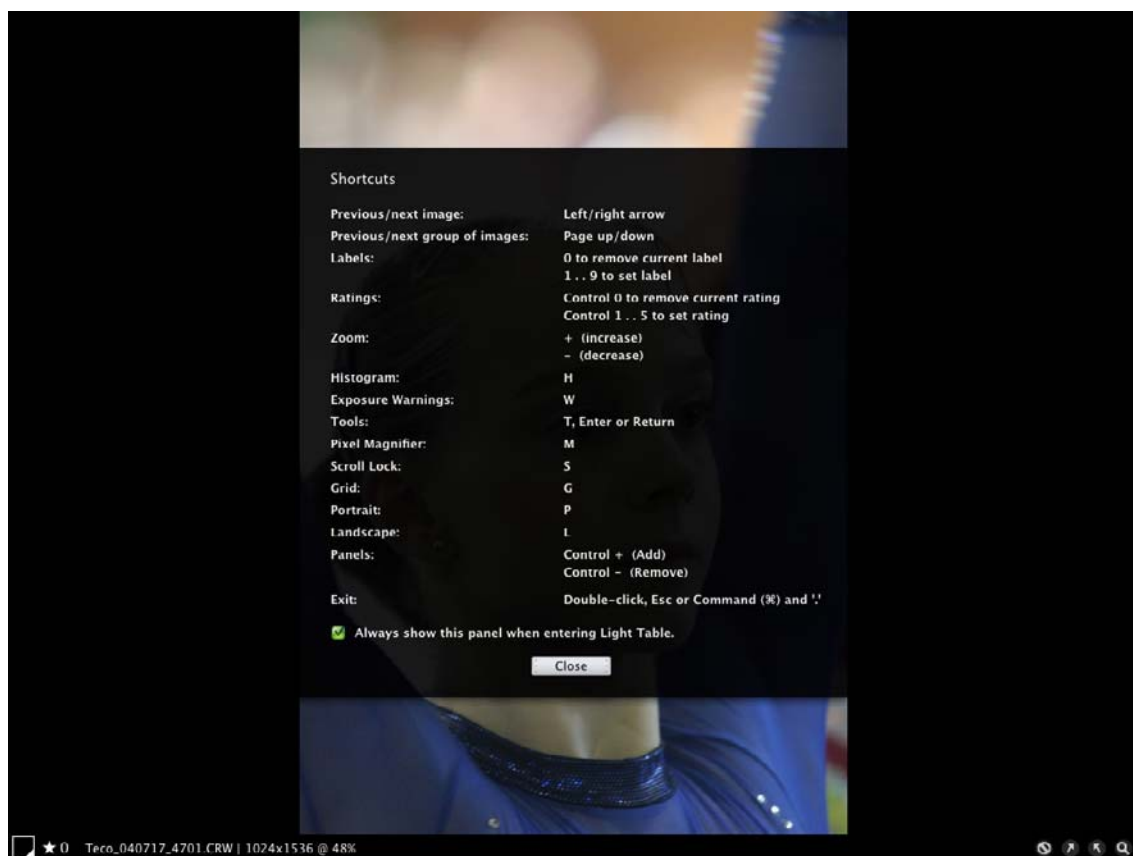 Shortcuts
Previous/next image: Left/right arrow
Previous/next group of images: Page up/down
Labels: 0 to remove current label
1 . . 9 to set label
Ratings: Control 0 to remove current rating
Control 1 . . 5 to set rating
Zoom: + (increase)
- (decrease)
Histogram: H
Exposure Warnings: W
Tools: T, Enter or Return
Pixel Magnifier: M
Scroll Lock: S
Grid: G
Portrait: P
Landscape: L
Panels: Control + (Add)
Control - (Remove)
Exit: Double-click, Esc or Command (⌘) and '.'
Always show this panel when entering Light Table.
Close
★ 0 Teco_040717_4701.CRW | 1024x1536 @ 48%